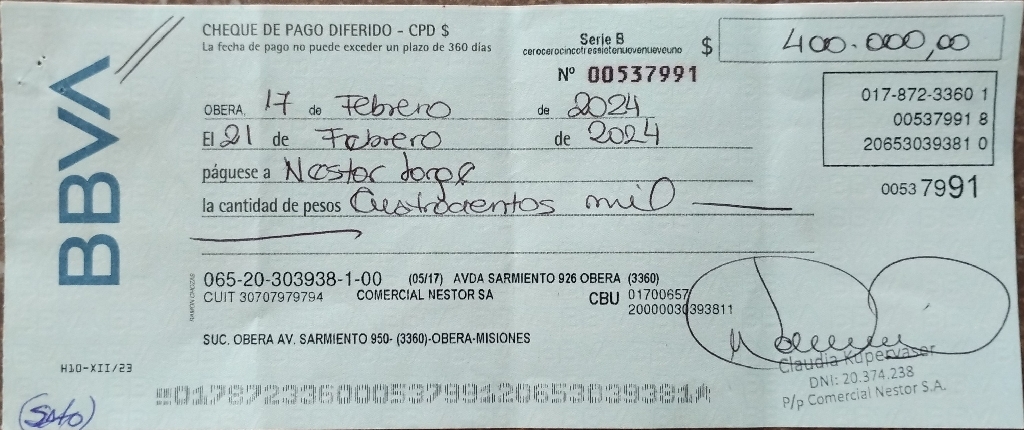 BBVA
CHEQUE DE PAGO DIFERIDO - CPD $
La fecha de pago no puede exceder un plazo de 360 días
Serie B
cerocerocincotressietenuevenueveuno
$ 400.000,00
Nº 00537991
OBERA, 17 de Febrero de 2024
El 21 de Febrero de 2024
páguese a Nestor Jorge
la cantidad de pesos Cuatrocientos mil
017-872-3360 1
00537991 8
20653039381 0
0053 7991
065-20-303938-1-00 (05/17) AVDA SARMIENTO 926 OBERA (3360)
CUIT 30707979794 COMERCIAL NESTOR SA CBU 01700657
20000030393811
SUC. OBERA AV. SARMIENTO 950- (3360)-OBERA-MISIONES
H10-XII/23
Claudia Kupervaser
DNI: 20.374.238
P/p Comercial Nestor S.A.
01787233600053799120653039381